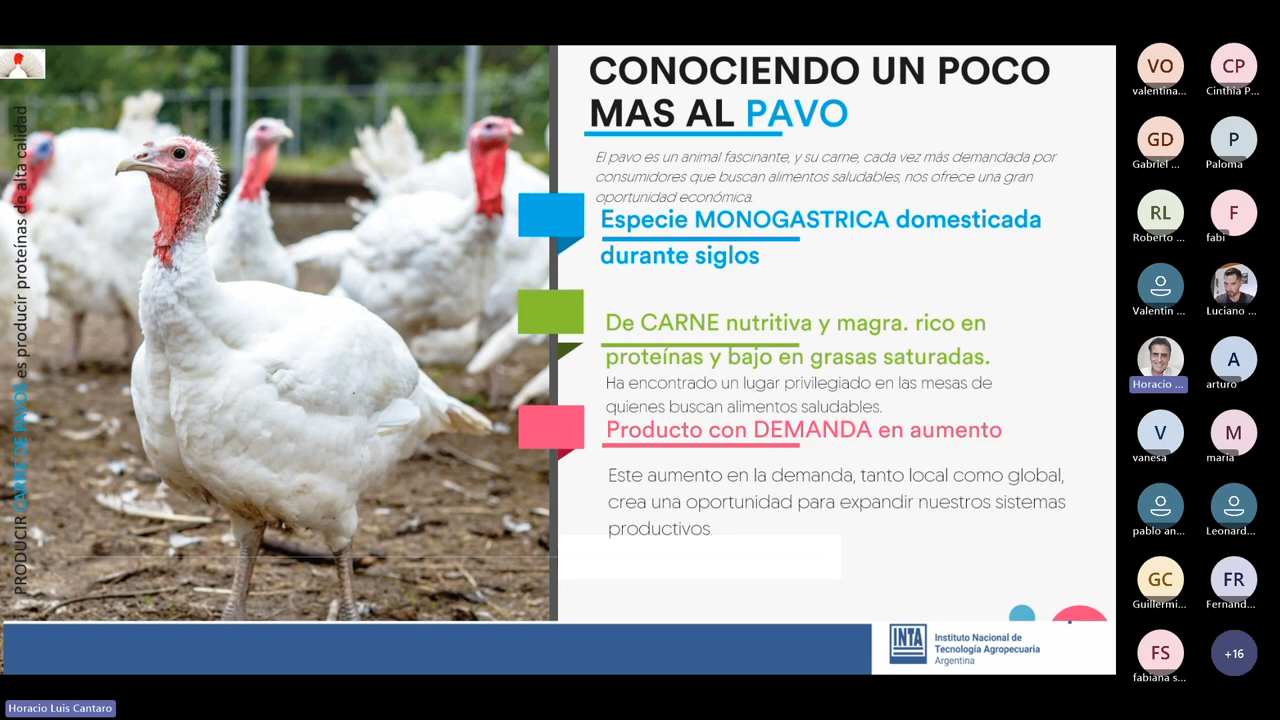 PRODUCIR CARNE DE PAVOS es producir proteínas de alta calidad
CONOCIENDO UN POCO
MAS AL PAVO
El pavo es un animal fascinante, y su carne, cada vez más demandada por
consumidores que buscan alimentos saludables, nos ofrece una gran
oportunidad económica.
Especie MONOGASTRICA domesticada
durante siglos
De CARNE nutritiva y magra. rico en
proteínas y bajo en grasas saturadas.
Ha encontrado un lugar privilegiado en las mesas de
quienes buscan alimentos saludables.
Producto con DEMANDA en aumento
Este aumento en la demanda, tanto local como global,
crea una oportunidad para expandir nuestros sistemas
productivos.
INTA
Instituto Nacional de
Tecnología Agropecuaria
Argentina
VO
valentina...
CP
Cinthia P...
GD
Gabriel ...
P
Paloma
RL
Roberto ...
F
fabi
Valentin ...
Luciano ...
Horacio ...
A
arturo
V
vanesa
M
maria
pablo an...
Leonard...
GC
Guillermi...
FR
Fernand...
FS
fabiana s...
+16
Horacio Luis Cantaro